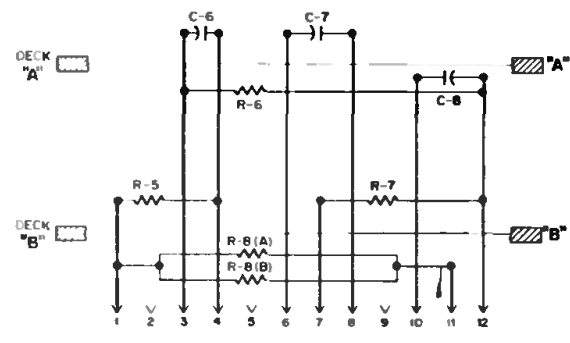 C-6
C-7
DECK
"A"
"A"
R-6
C-8
R-5
R-7
DECK
"B"
R-8(A)
"B"
R-8(B)
1 2 3 4 5 6 7 8 9 10 11 12